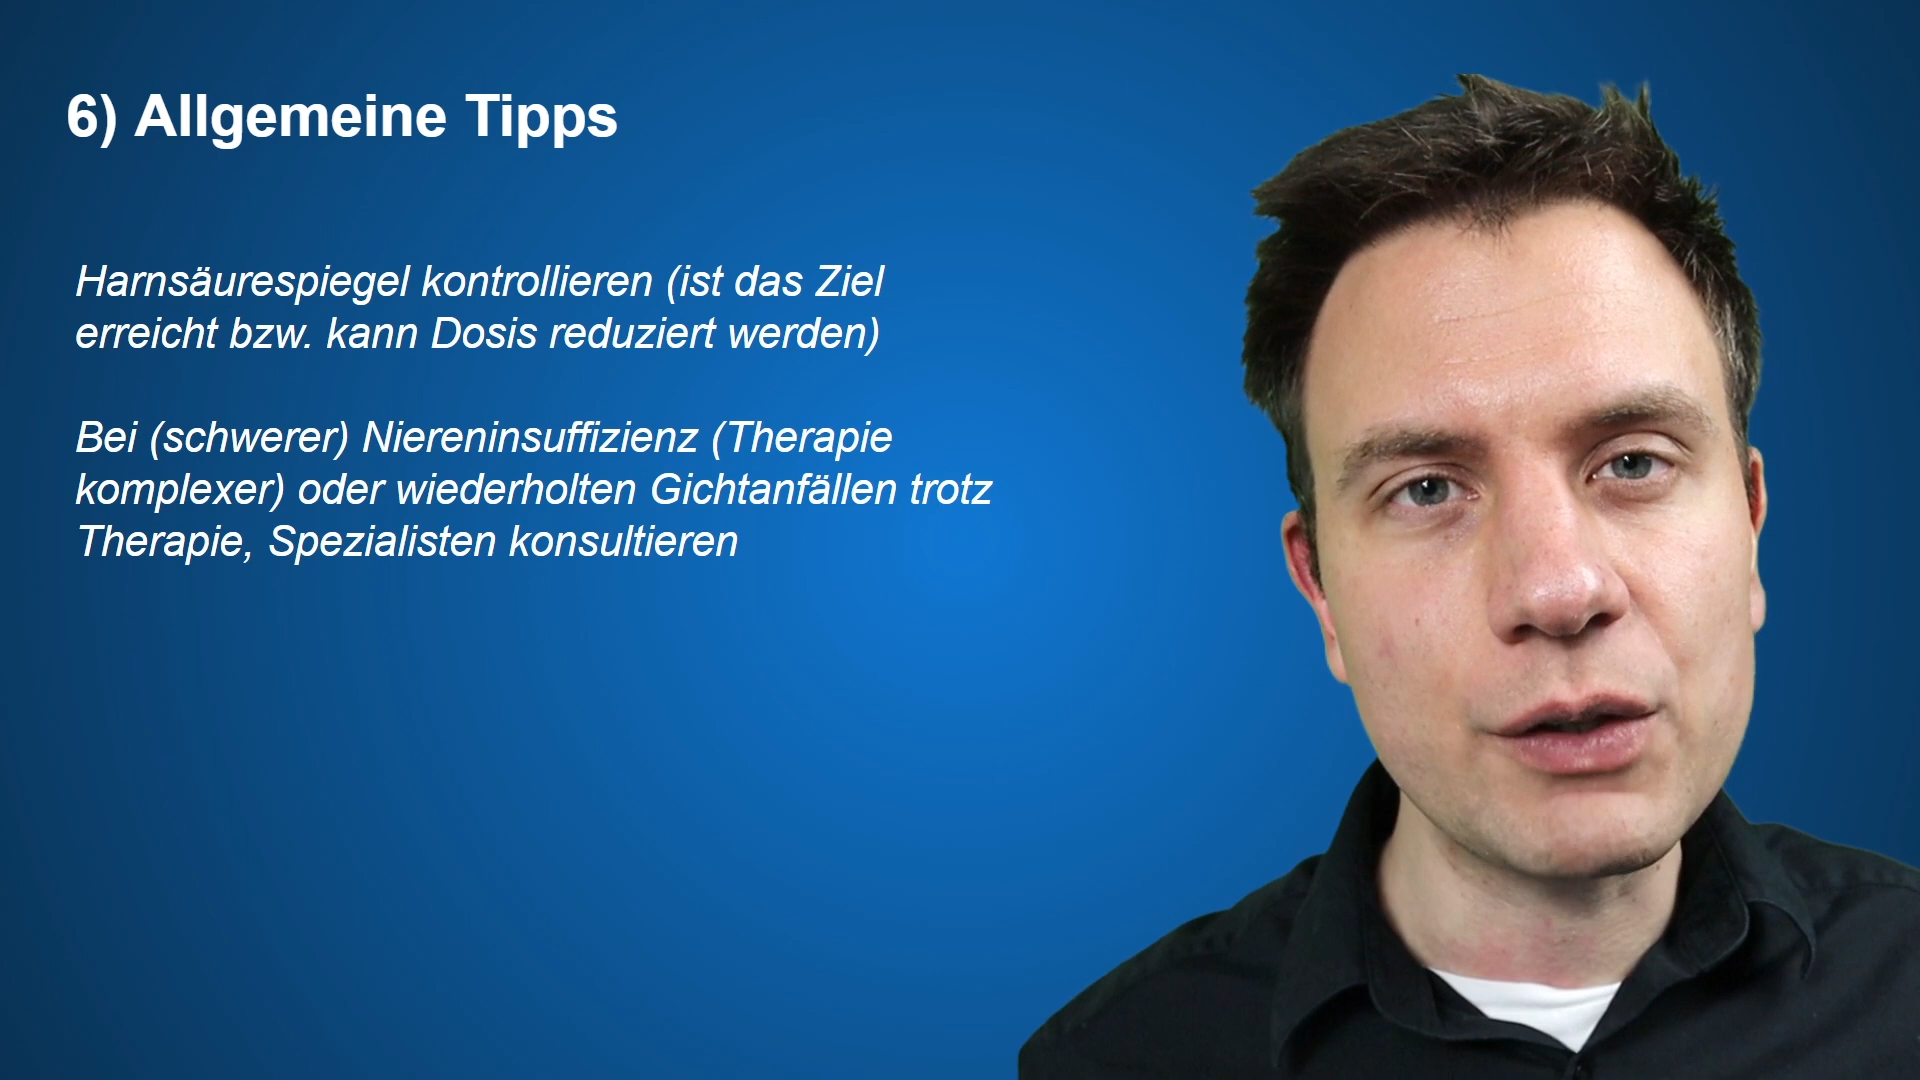 6) Allgemeine Tipps
Harnsäurespiegel kontrollieren (ist das Ziel
erreicht bzw. kann Dosis reduziert werden)
Bei (schwerer) Niereninsuffizienz (Therapie
komplexer) oder wiederholten Gichtanfällen trotz
Therapie, Spezialisten konsultieren